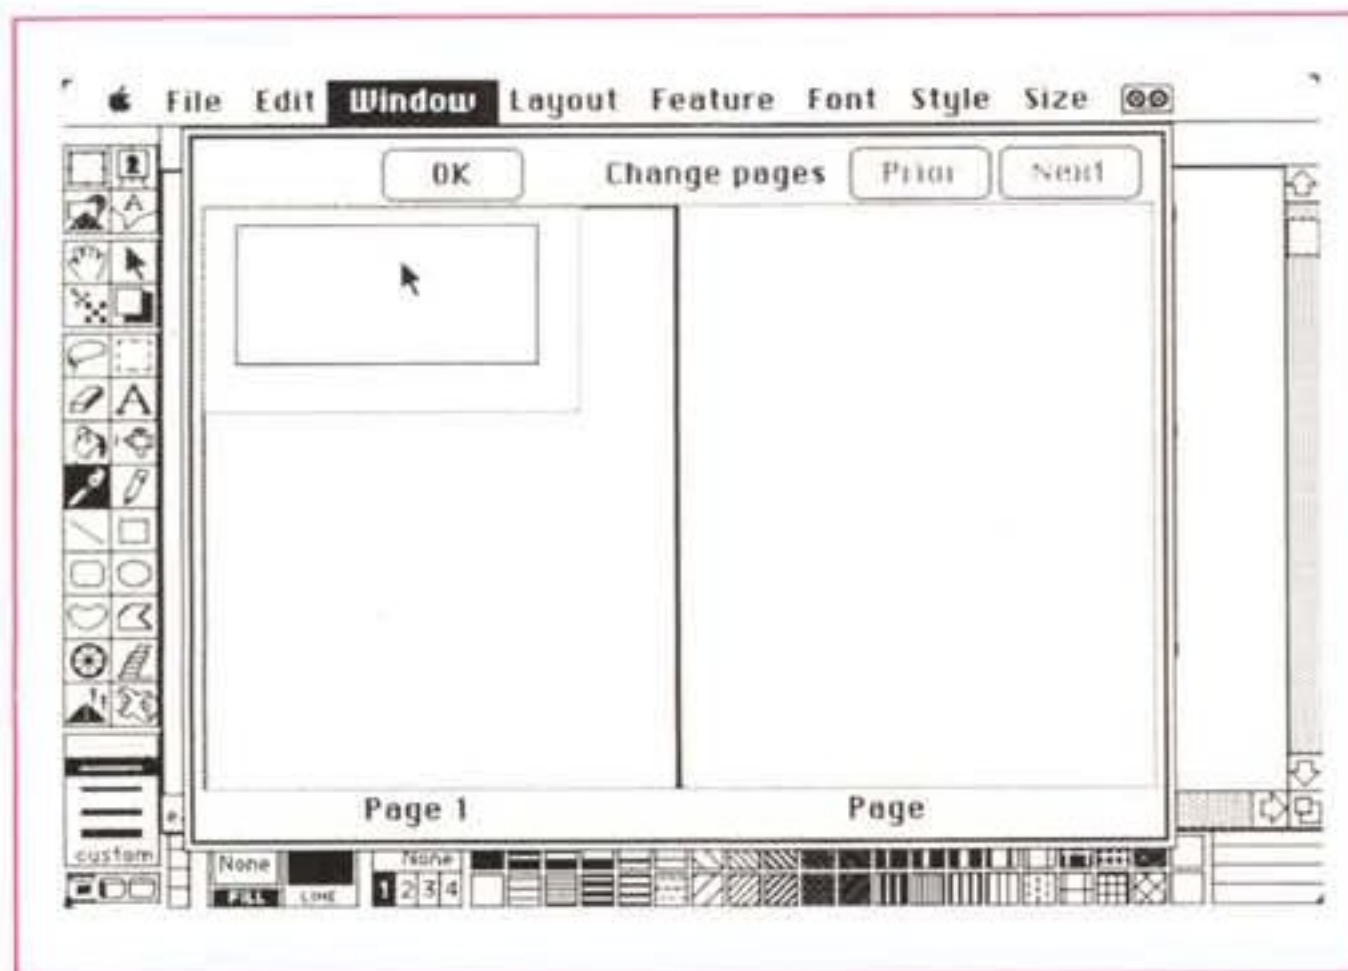 File Edit Window Layout Feature Font Style Size
OK Change pages Prior Next
A
A
Page 1 Page
custom
None None
FILL LINE 1 2 3 4